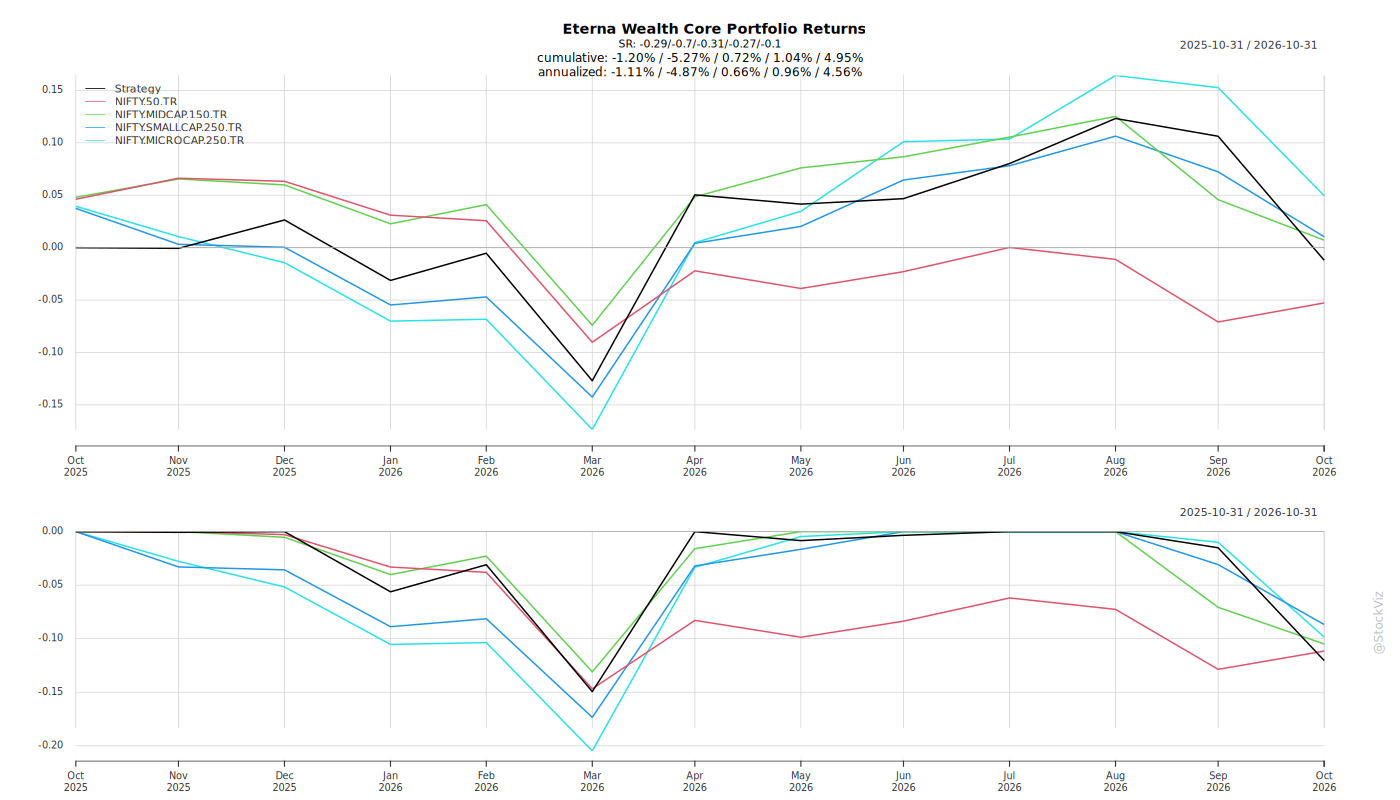 Eterna Wealth Core Portfolio Returns
SR: -0.29/-0.7/-0.31/-0.27/-0.1
cumulative: -1.20% / -5.27% / 0.72% / 1.04% / 4.95%
annualized: -1.11% / -4.87% / 0.66% / 0.96% / 4.56%
2025-10-31 / 2026-10-31
Strategy
NIFTY.50.TR
NIFTY.MIDCAP.150.TR
NIFTY.SMALLCAP.250.TR
NIFTY.MICROCAP.250.TR
0.15
0.10
0.05
0.00
-0.05
-0.10
-0.15
Oct Nov Dec Jan Feb Mar Apr May Jun Jul Aug Sep Oct
2025 2025 2025 2026 2026 2026 2026 2026 2026 2026 2026 2026 2026
2025-10-31 / 2026-10-31
0.00
-0.05
-0.10
-0.15
-0.20
Oct Nov Dec Jan Feb Mar Apr May Jun Jul Aug Sep Oct
2025 2025 2025 2026 2026 2026 2026 2026 2026 2026 2026 2026 2026
@StockViz